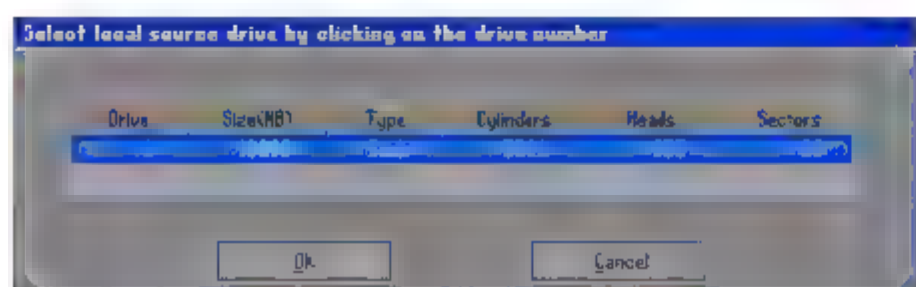 Select local source drive by clicking on the drive number
Drive Size(MB) Type Cylinders Heads Sectors
Ok Cancel